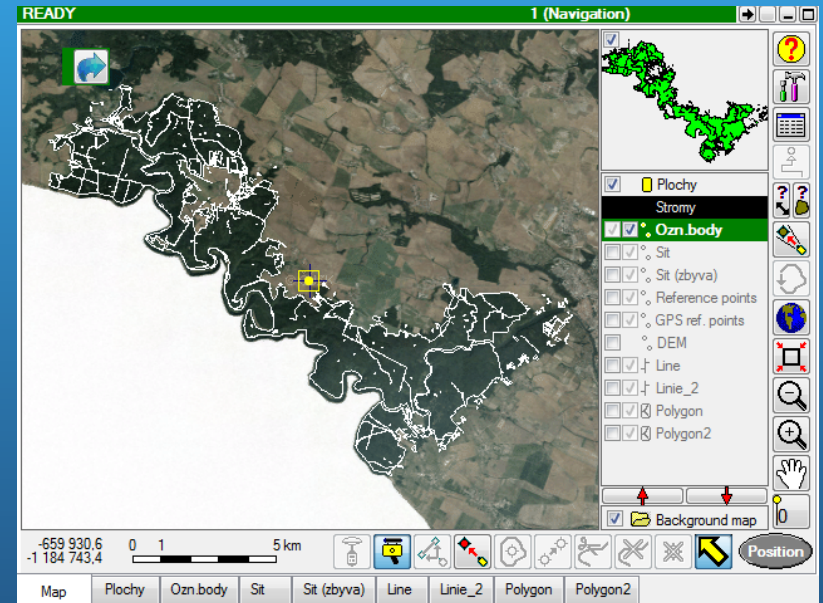 READY 1 (Navigation)
Plochy
Stromy
Ozn.body
Sit
Sit (zbyva)
Reference points
GPS ref. points
DEM
Line
Linie_2
Polygon
Polygon2
Background map
-659 930,6
-1 184 743,4
0 1 5 km
Position
Map Plochy Ozn.body Sit Sit (zbyva) Line Linie_2 Polygon Polygon2